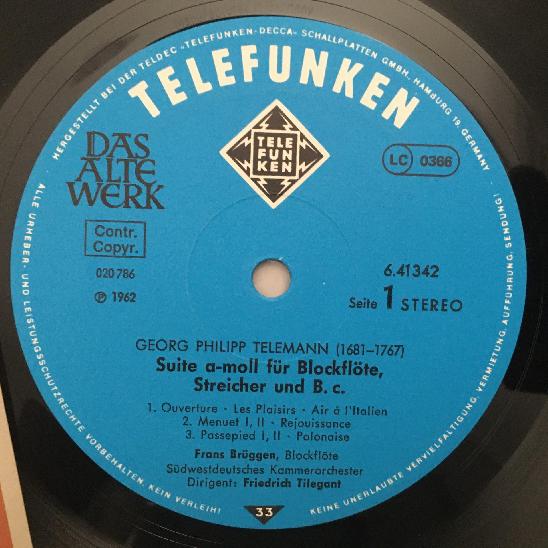 HERGESTELLT BEI DER TELDEC »TELEFUNKEN-DECCA« SCHALLPLATTEN GMBH., HAMBURG 19 GERMANY
TELEFUNKEN
TELE
FUN
KEN
DAS
ALTE
WERK
LC 0366
Contr.
Copyr.
020 786
℗ 1962
6.41342
Seite 1 STEREO
GEORG PHILIPP TELEMANN (1681–1767)
Suite a-moll für Blockflöte,
Streicher und B. c.
1. Ouverture · Les Plaisirs · Air à l'Italien
2. Menuet I, II · Rejouissance
3. Passepied I, II · Polonaise
Frans Brüggen, Blockflöte
Südwestdeutsches Kammerorchester
Dirigent: Friedrich Tilegant
33
ALLE URHEBER- UND LEISTUNGSSCHUTZRECHTE VORBEHALTEN. KEIN VERLEIH!
KEINE UNERLAUBTE VERVIELFÄLTIGUNG, VERMIETUNG, AUFFÜHRUNG, SENDUNG!